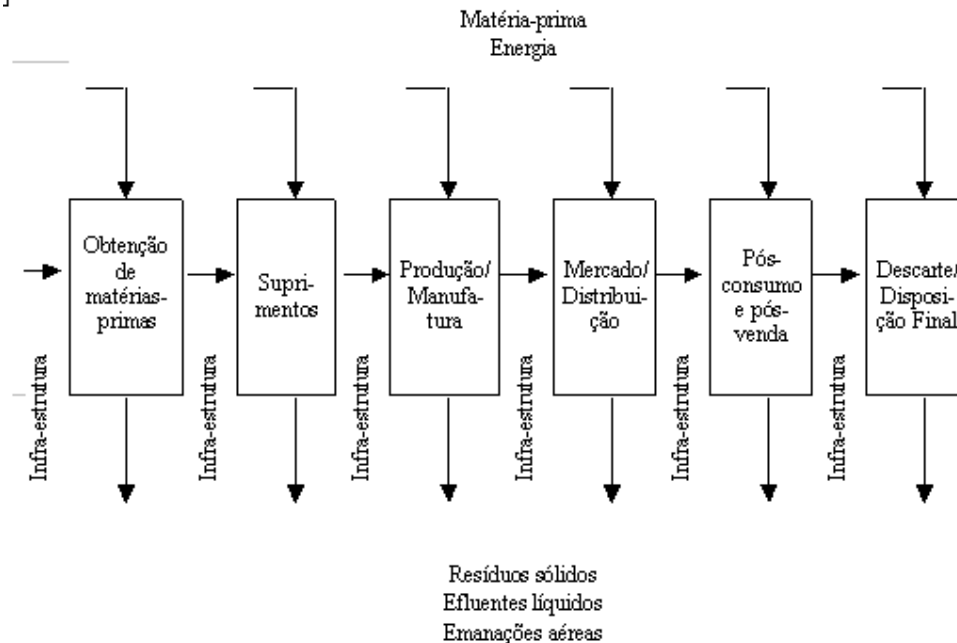 ]
Matéria-prima
Energia
Obtenção
de
matérias-
primas
Supri-
mentos
Produção/
Manufa-
tura
Mercado/
Distribui-
ção
Pós-
consumo
e pós-
venda
Descarte/
Disposi-
ção Final
Infra-estrutura
Infra-estrutura
Infra-estrutura
Infra-estrutura
Infra-estrutura
Infra-estrutura
Resíduos sólidos
Efluentes líquidos
Emanações aéreas